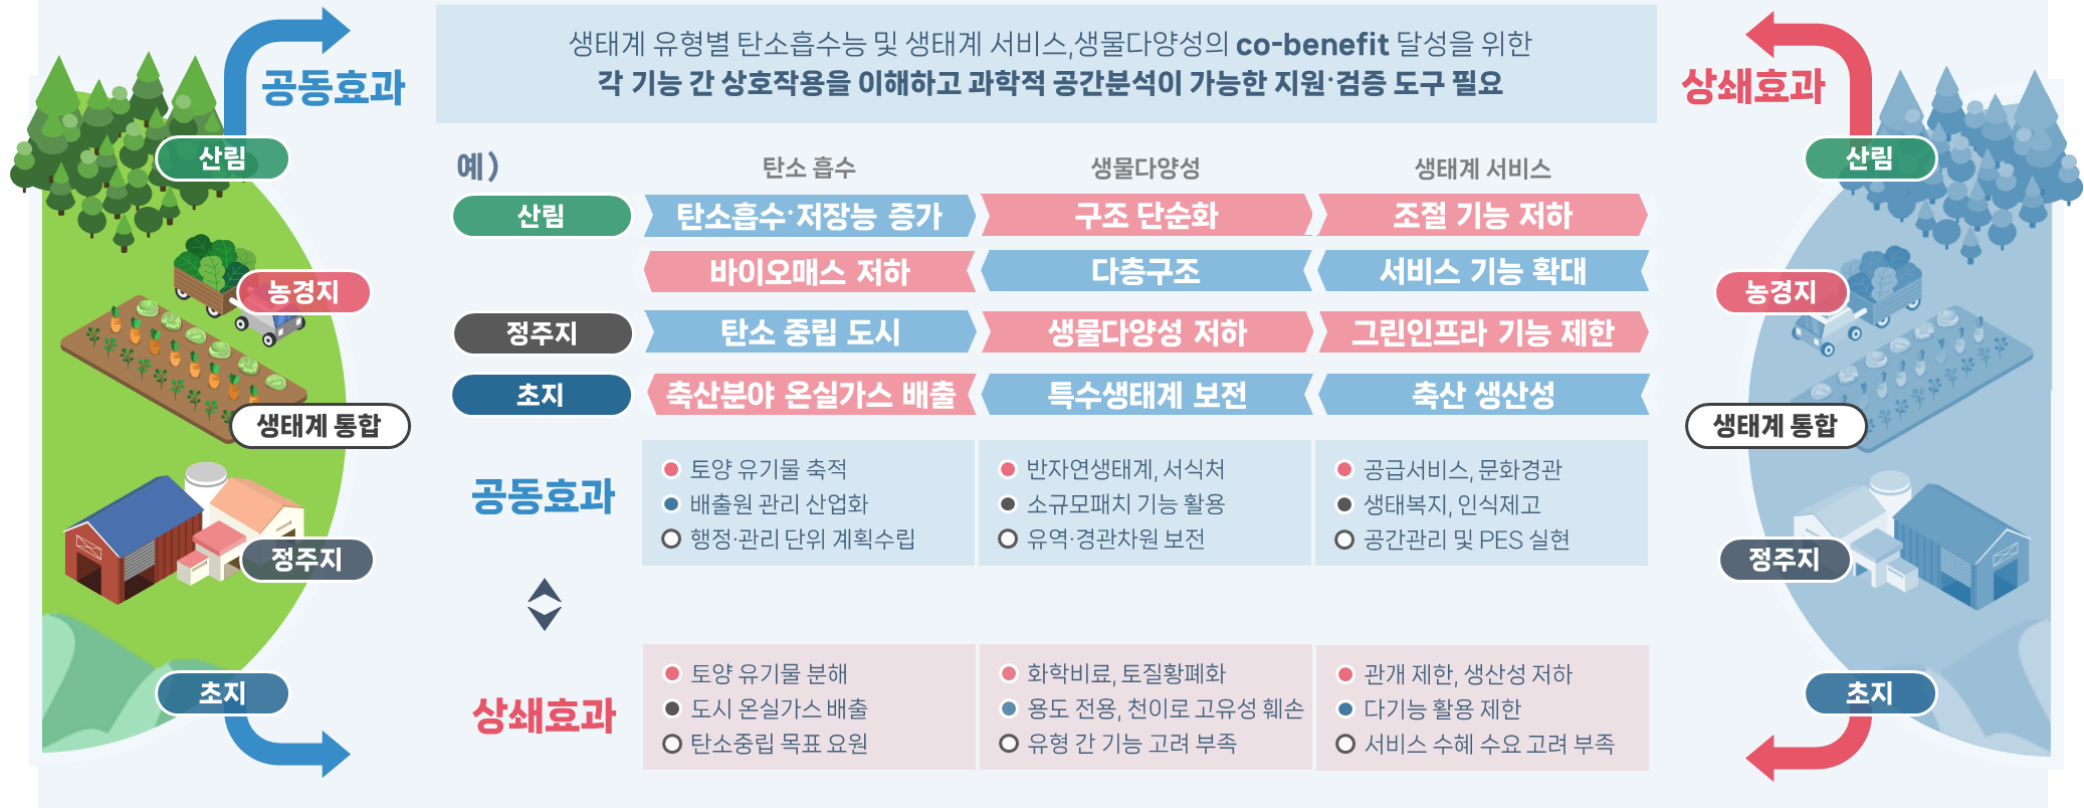 공동효과
산림
농경지
생태계 통합
정주지
초지
생태계 유형별 탄소흡수능 및 생태계 서비스,생물다양성의 co-benefit 달성을 위한
각 기능 간 상호작용을 이해하고 과학적 공간분석이 가능한 지원·검증 도구 필요
예)
탄소 흡수 생물다양성 생태계 서비스
산림 탄소흡수·저장능 증가 구조 단순화 조절 기능 저하
바이오매스 저하 다층구조 서비스 기능 확대
정주지 탄소 중립 도시 생물다양성 저하 그린인프라 기능 제한
초지 축산분야 온실가스 배출 특수생태계 보전 축산 생산성
공동효과
토양 유기물 축적
배출원 관리 산업화
행정·관리 단위 계획수립
반자연생태계, 서식처
소규모패치 기능 활용
유역·경관차원 보전
공급서비스, 문화경관
생태복지, 인식제고
공간관리 및 PES 실현
상쇄효과
토양 유기물 분해
도시 온실가스 배출
탄소중립 목표 요원
화학비료, 토질황폐화
용도 전용, 천이로 고유성 훼손
유형 간 기능 고려 부족
관개 제한, 생산성 저하
다기능 활용 제한
서비스 수혜 수요 고려 부족
상쇄효과
산림
농경지
생태계 통합
정주지
초지